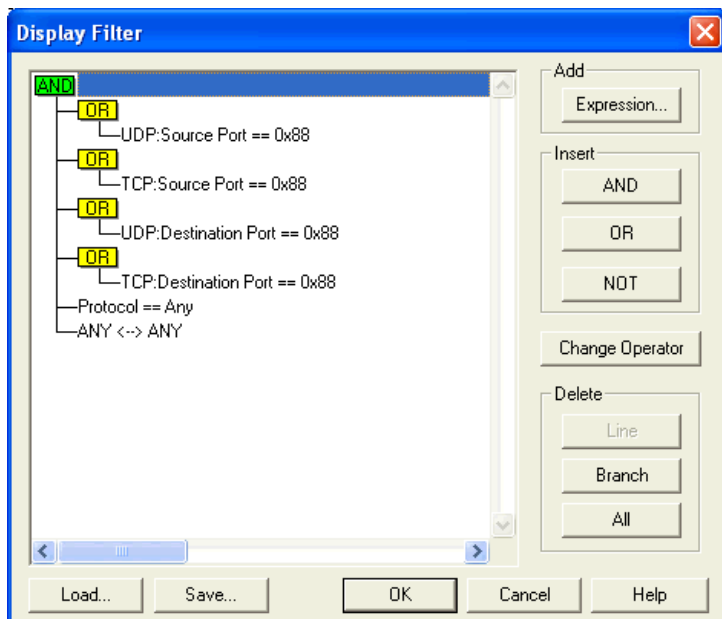 Display Filter
AND
OR
UDP:Source Port == 0x88
OR
TCP:Source Port == 0x88
OR
UDP:Destination Port == 0x88
OR
TCP:Destination Port == 0x88
Protocol == Any
ANY <--> ANY
Add
Expression...
Insert
AND
OR
NOT
Change Operator
Delete
Line
Branch
All
Load...
Save...
OK
Cancel
Help